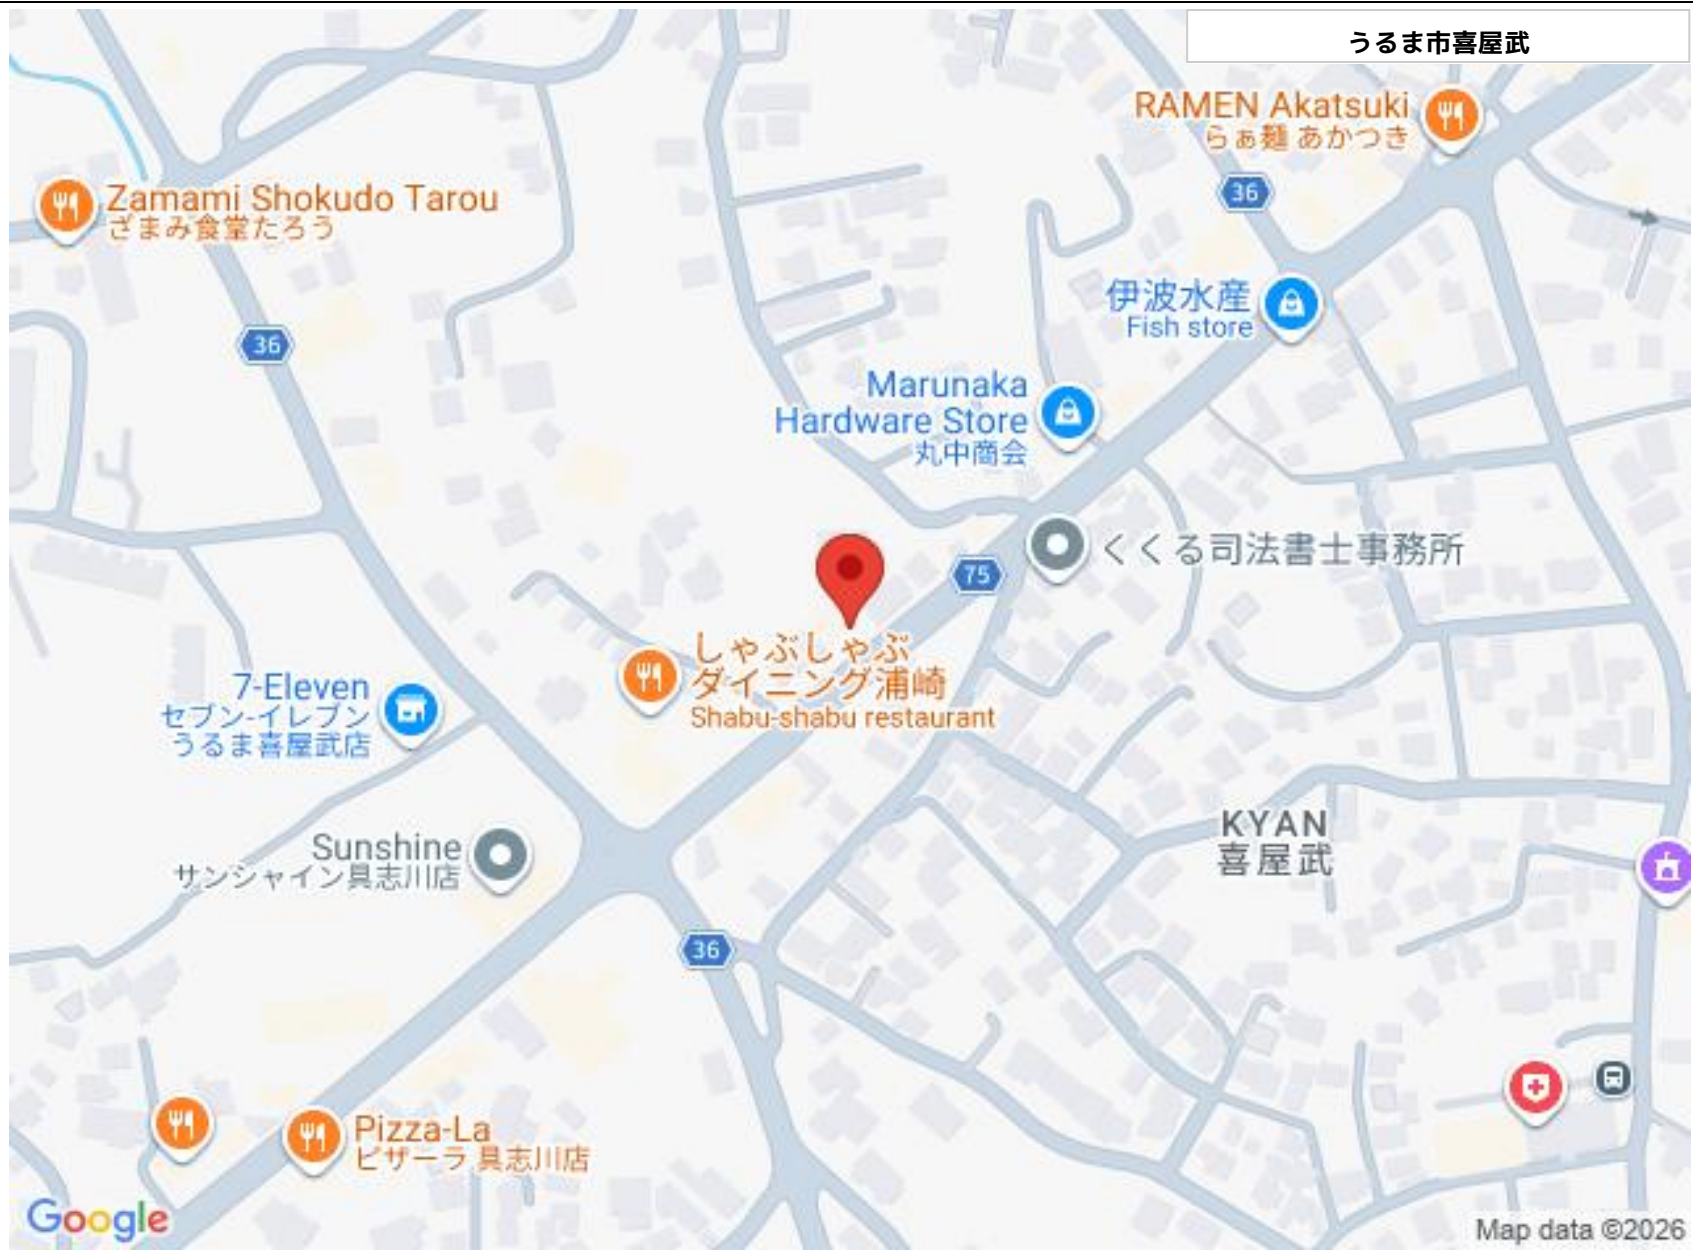 うるま市喜屋武
RAMEN Akatsuki
らぁ麺 あかつき
36
Zamami Shokudo Tarou
ざまみ食堂たろう
伊波水産
Fish store
36
Marunaka
Hardware Store
丸中商会
くくる司法書士事務所
75
しゃぶしゃぶ
ダイニング浦崎
Shabu-shabu restaurant
7-Eleven
セブン-イレブン
うるま喜屋武店
KYAN
喜屋武
Sunshine
サンシャイン具志川店
36
Pizza-La
ピザーラ 具志川店
Google
Map data ©2026